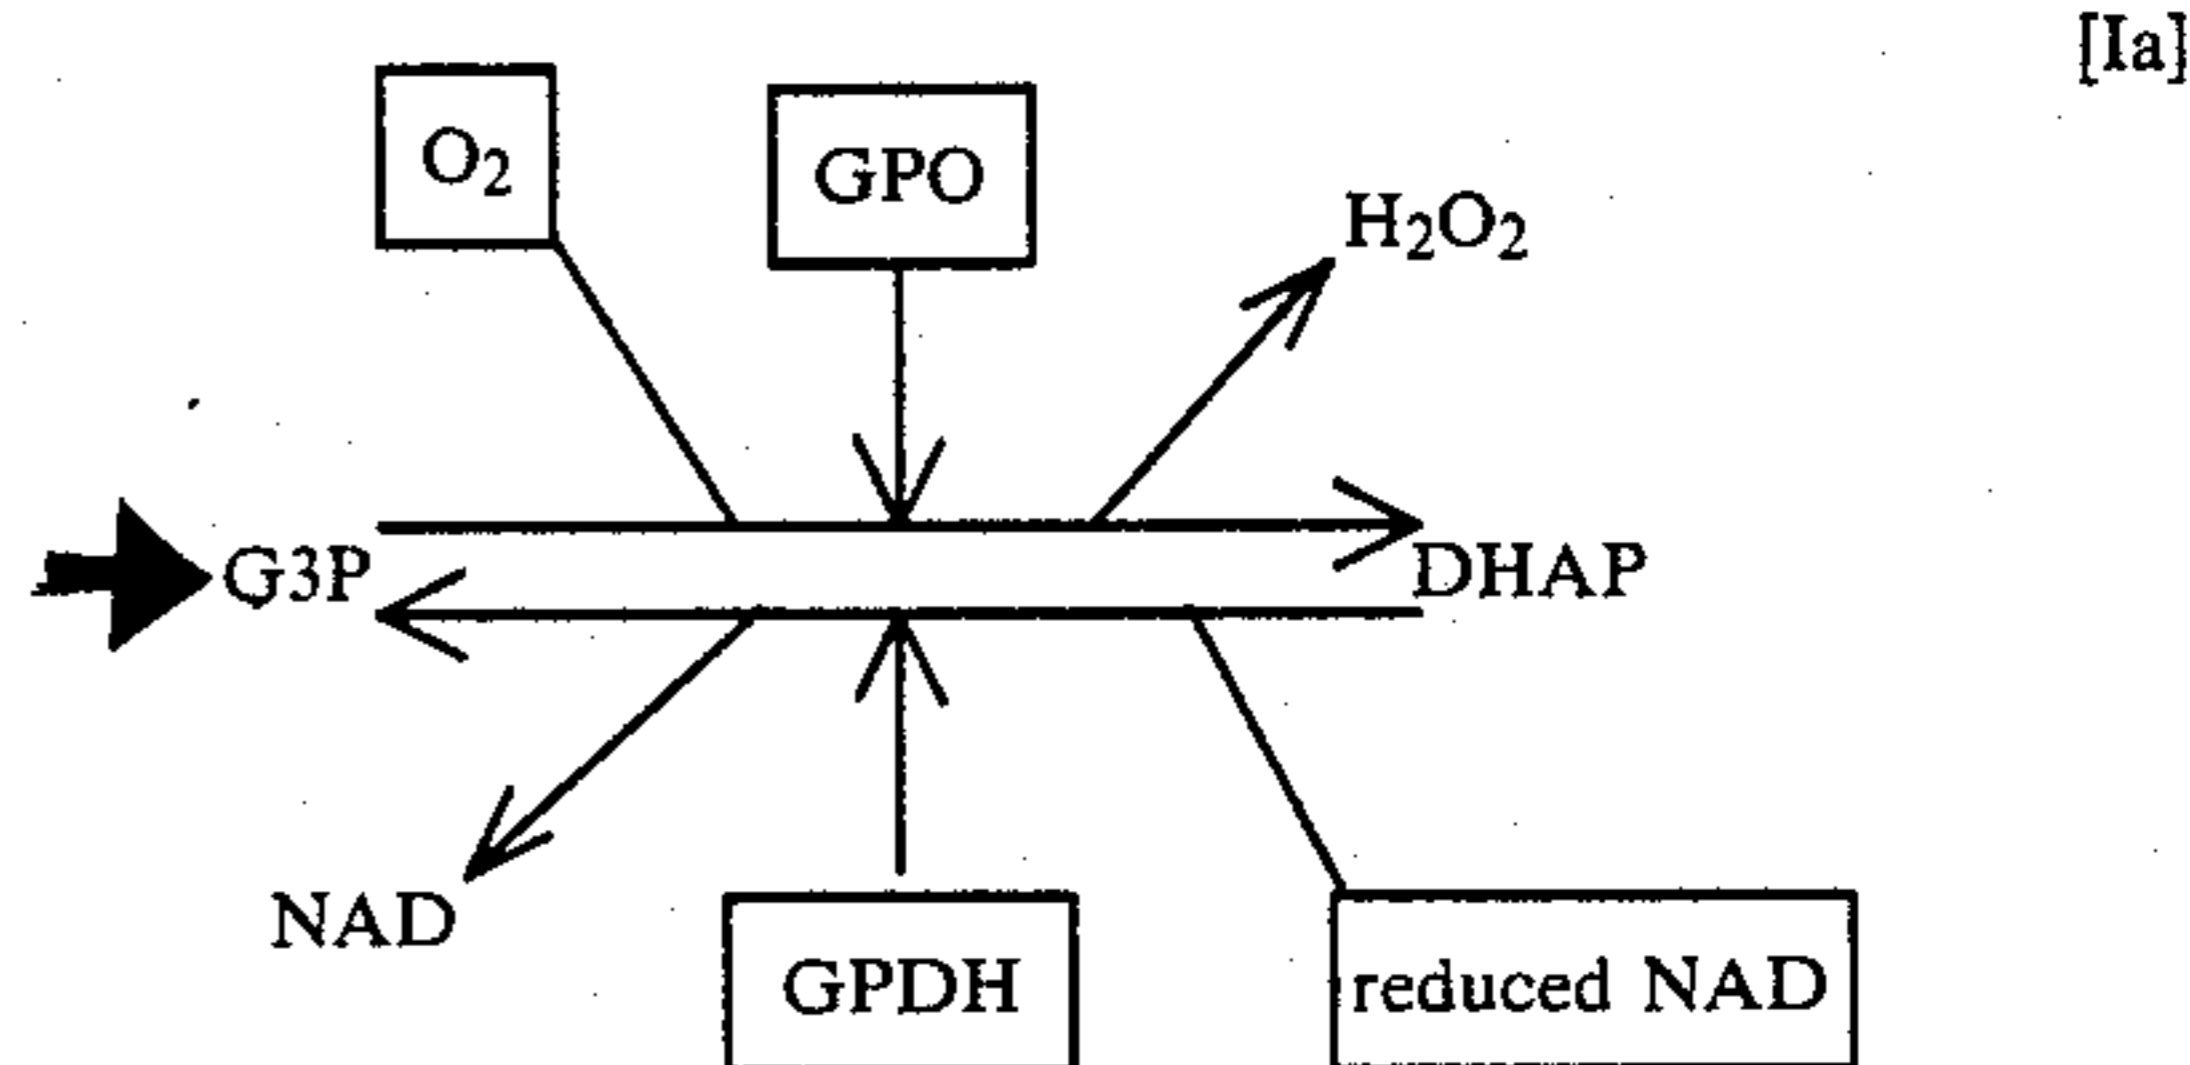 [Ia]
O2
GPO
H2O2
G3P
DHAP
NAD
GPDH
reduced NAD